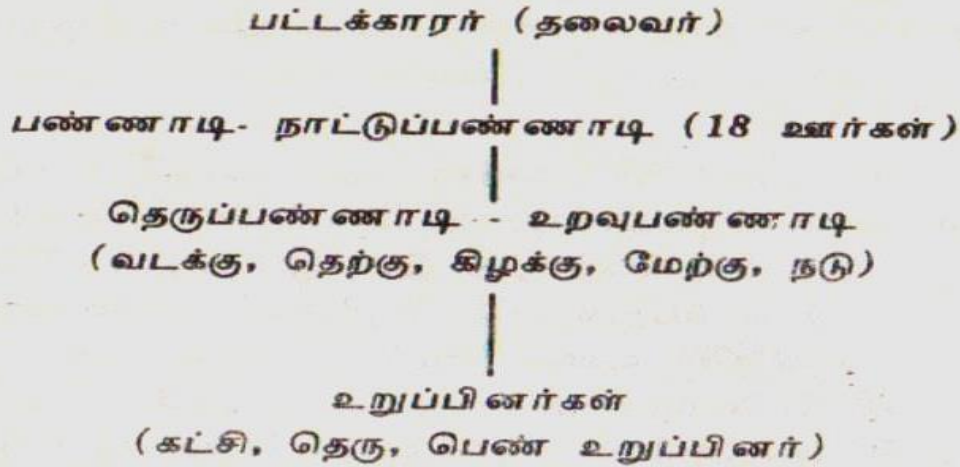 பட்டக்காரர் (தலைவர்)
பண்ணாடி- நாட்டுப்பண்ணாடி (18 ஊர்கள்)
தெருப்பண்ணாடி - உறவுபண்ணாடி
(வடக்கு, தெற்கு, கிழக்கு, மேற்கு, நடு)
உறுப்பினர்கள்
(கட்சி, தெரு, பெண் உறுப்பினர்)